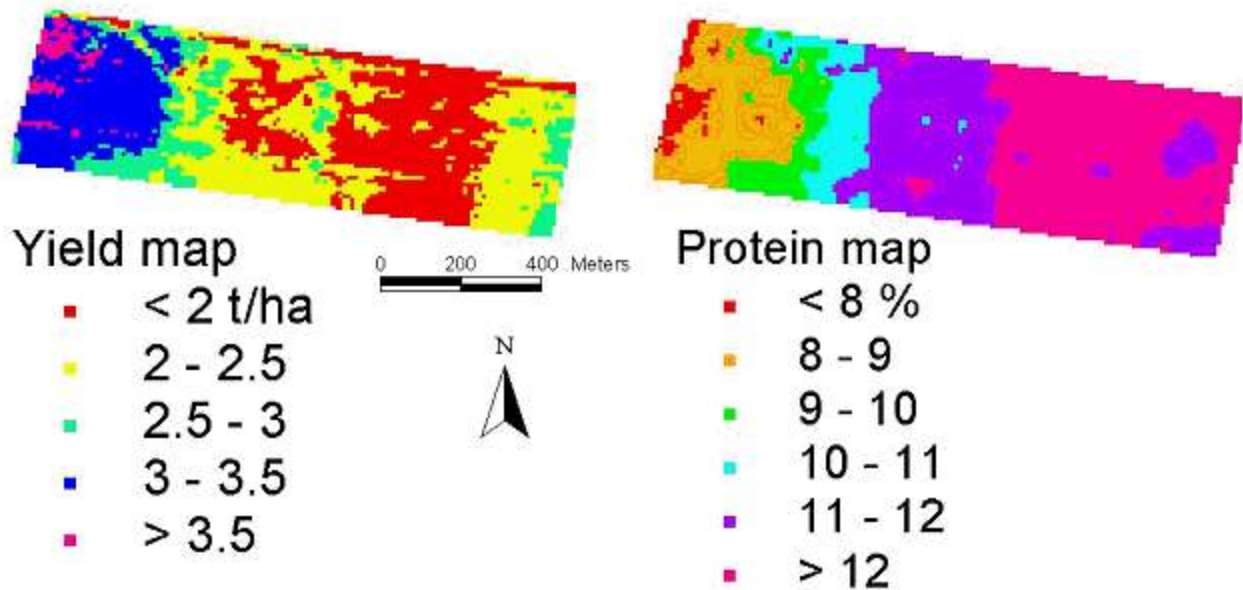 Yield map
< 2 t/ha
2 - 2.5
2.5 - 3
3 - 3.5
> 3.5
0 200 400 Meters
N
Protein map
< 8 %
8 - 9
9 - 10
10 - 11
11 - 12
> 12